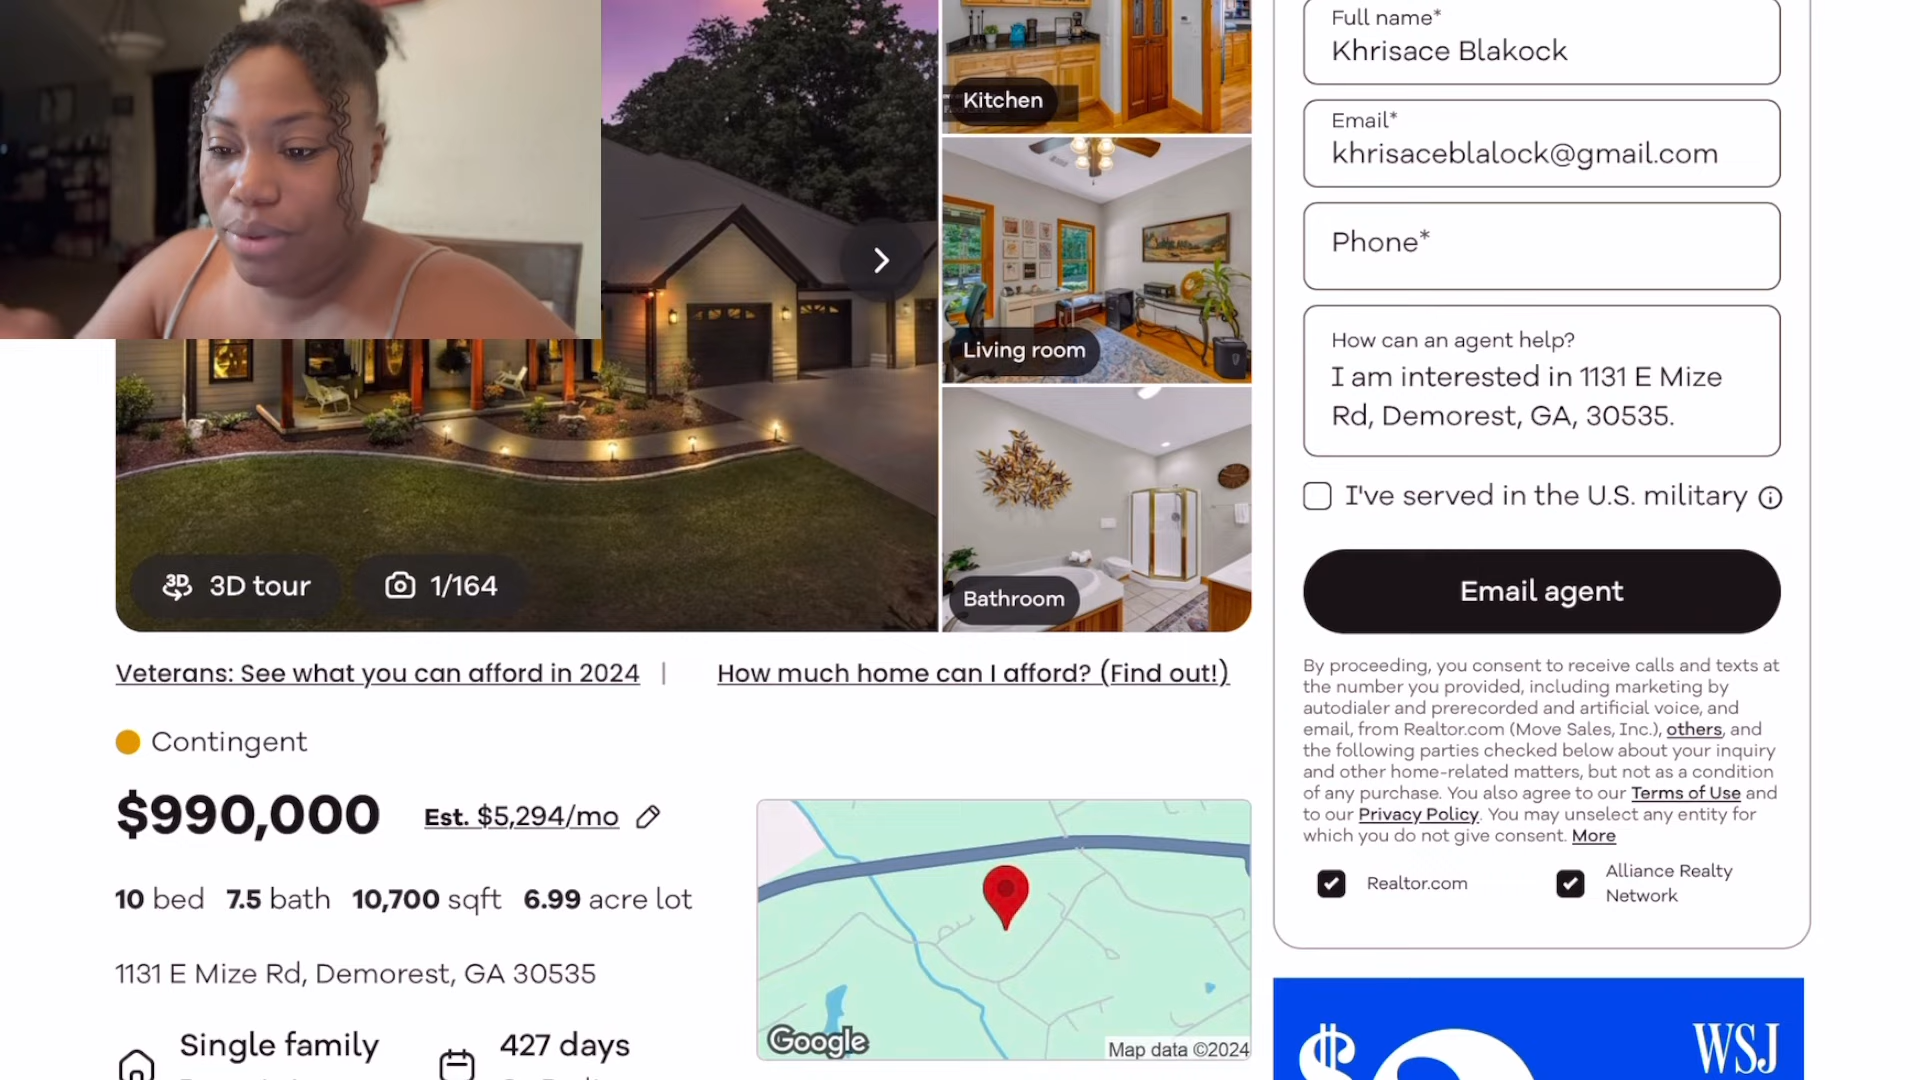 Kitchen
Living room
Bathroom
3D
3D tour
1/164
Veterans: See what you can afford in 2024
How much home can I afford? (Find out!)
Contingent
$990,000
Est. $5,294/mo
10 bed 7.5 bath 10,700 sqft 6.99 acre lot
1131 E Mize Rd, Demorest, GA 30535
Single family
427 days
Google
Map data ©2024
Full name*
Khrisace Blakock
Email*
khrisaceblalock@gmail.com
Phone*
How can an agent help?
I am interested in 1131 E Mize
Rd, Demorest, GA, 30535.
I've served in the U.S. military
Email agent
By proceeding, you consent to receive calls and texts at
the number you provided, including marketing by
autodialer and prerecorded and artificial voice, and
email, from Realtor.com (Move Sales, Inc.), others, and
the following parties checked below about your inquiry
and other home-related matters, but not as a condition
of any purchase. You also agree to our Terms of Use and
to our Privacy Policy. You may unselect any entity for
which you do not give consent. More
Realtor.com
Alliance Realty
Network
WSJ
$